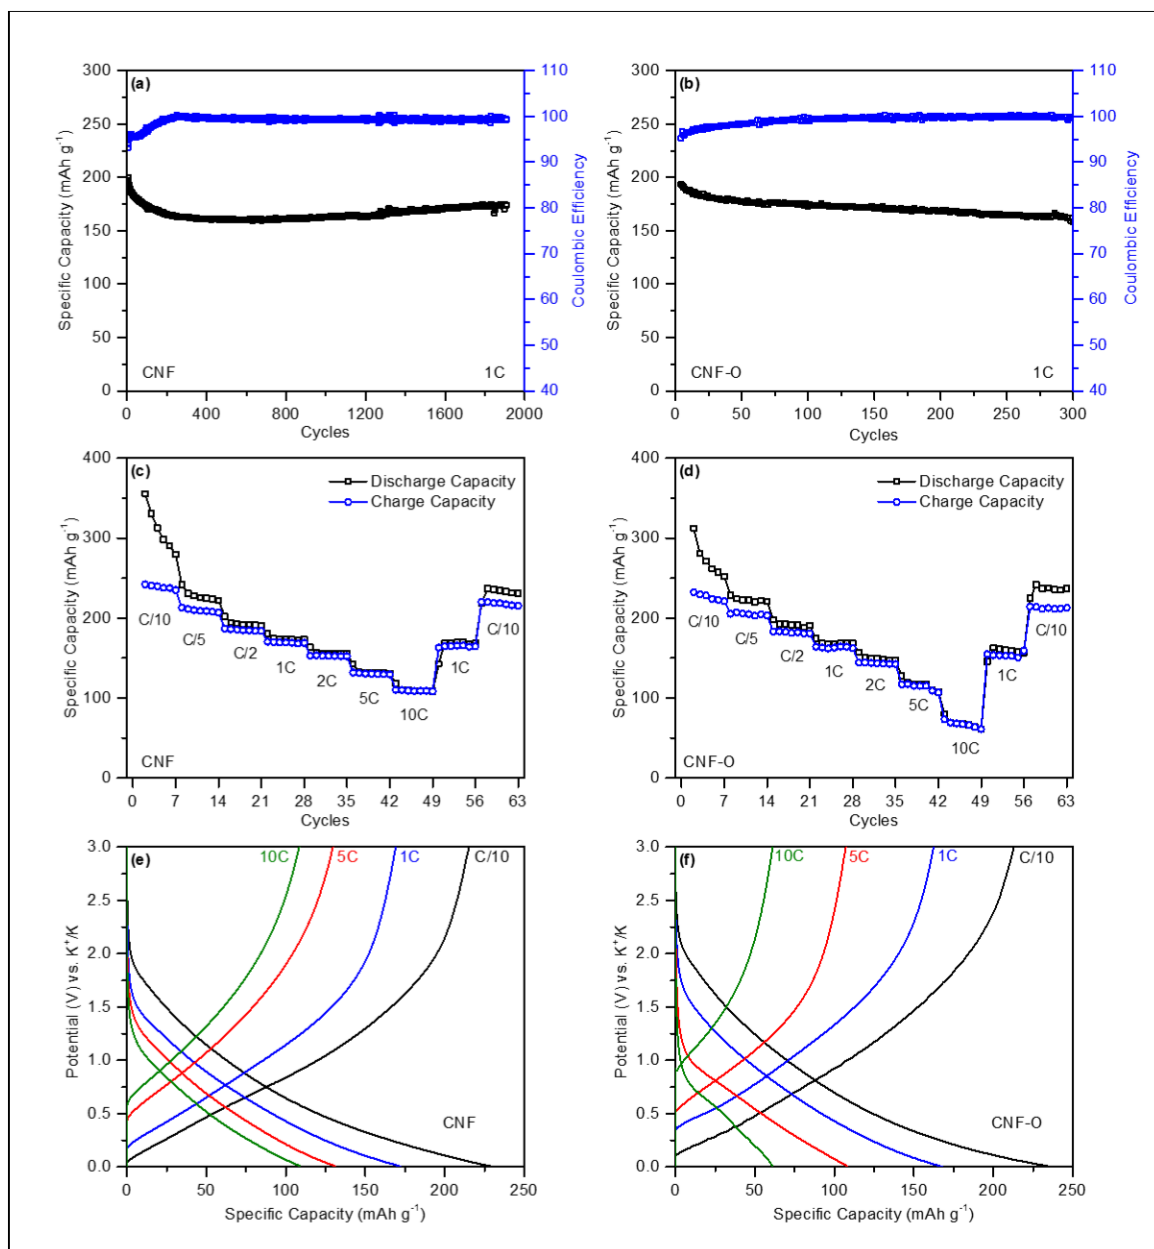 (a)
300
250
200
150
100
50
0
Specific Capacity (mAh g⁻¹)
110
100
90
80
70
60
50
40
Coulombic Efficiency
CNF 1C
0 400 800 1200 1600 2000
Cycles
(b)
300
250
200
150
100
50
0
Specific Capacity (mAh g⁻¹)
110
100
90
80
70
60
50
40
Coulombic Efficiency
CNF-O 1C
0 50 100 150 200 250 300
Cycles
(c)
400
300
200
100
0
Specific Capacity (mAh g⁻¹)
Discharge Capacity
Charge Capacity
C/10
C/5
C/2
1C
2C
5C
10C
1C
C/10
CNF
0 7 14 21 28 35 42 49 56 63
Cycles
(d)
400
300
200
100
0
Specific Capacity (mAh g⁻¹)
Discharge Capacity
Charge Capacity
C/10
C/5
C/2
1C
2C
5C
10C
1C
C/10
CNF-O
0 7 14 21 28 35 42 49 56 63
Cycles
(e)
3.0
2.5
2.0
1.5
1.0
0.5
0.0
Potential (V) vs. K⁺/K
10C 5C 1C C/10
CNF
0 50 100 150 200 250
Specific Capacity (mAh g⁻¹)
(f)
3.0
2.5
2.0
1.5
1.0
0.5
0.0
Potential (V) vs. K⁺/K
10C 5C 1C C/10
CNF-O
0 50 100 150 200 250
Specific Capacity (mAh g⁻¹)